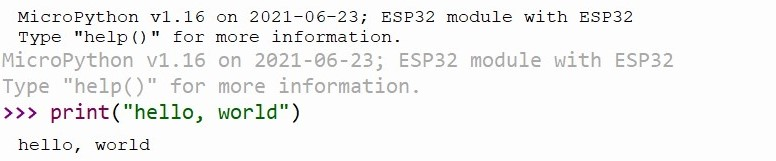 MicroPython v1.16 on 2021-06-23; ESP32 module with ESP32
Type "help()" for more information.
MicroPython v1.16 on 2021-06-23; ESP32 module with ESP32
Type "help()" for more information.
>>> print("hello, world")
hello, world